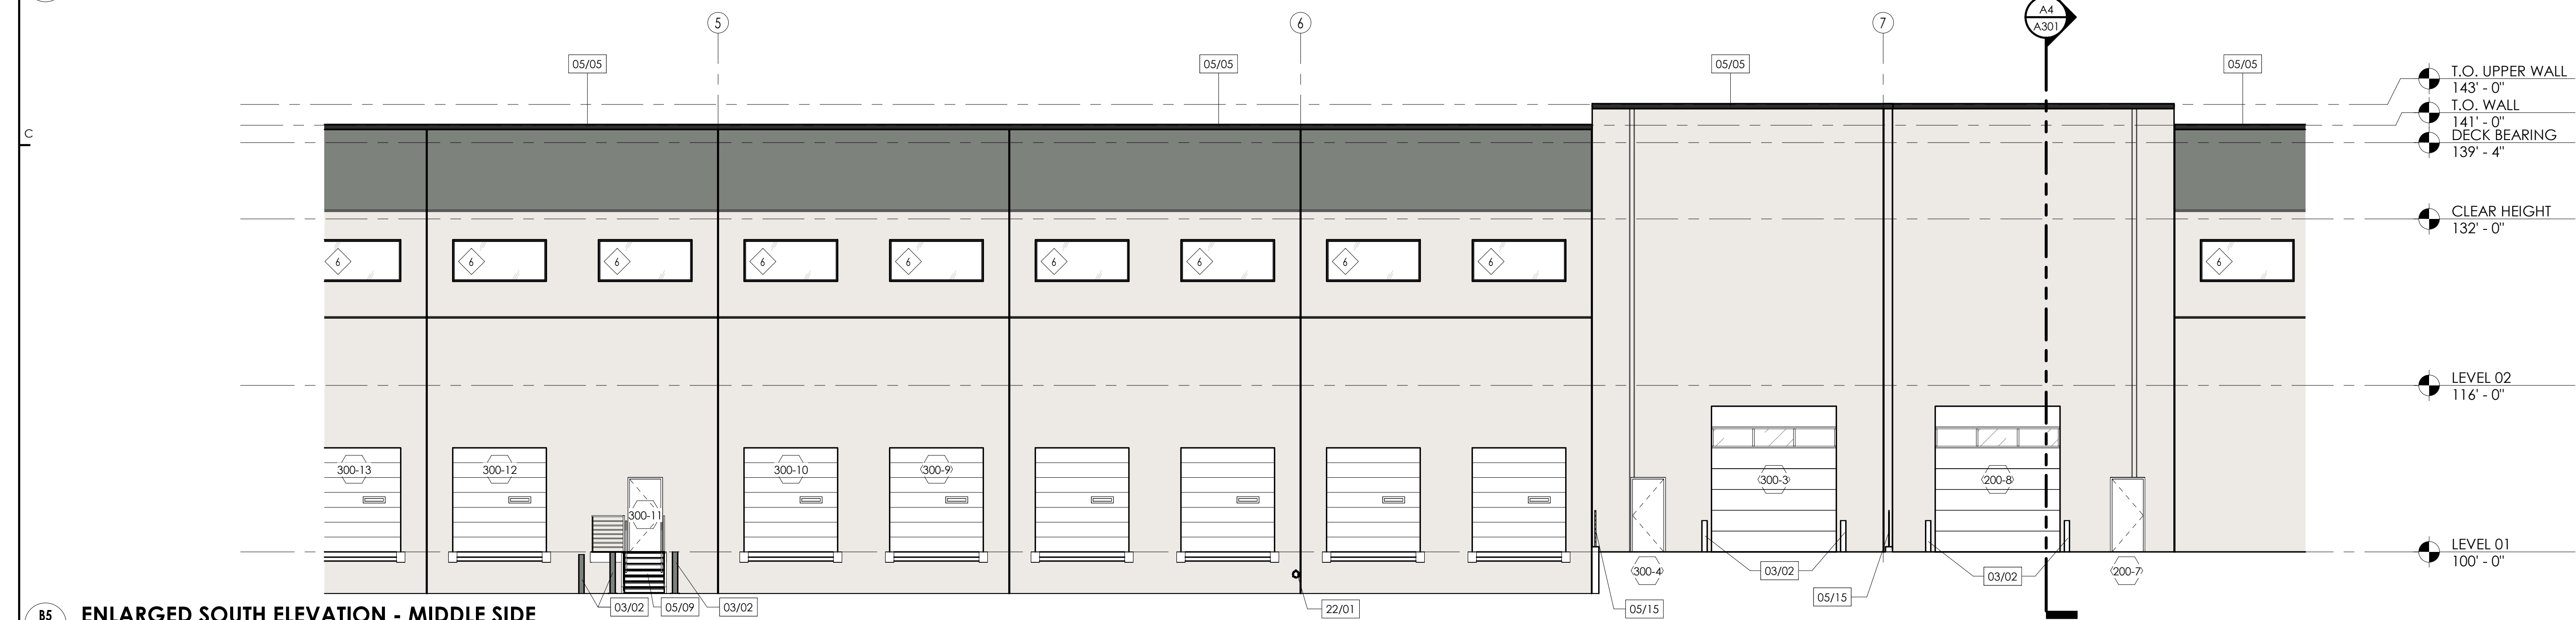 5
6
7
A4
A301
05/05
05/05
05/05
05/05
T.O. UPPER WALL
143' - 0"
T.O. WALL
141' - 0"
DECK BEARING
139' - 4"
C
CLEAR HEIGHT
132' - 0"
6
6
6
6
6
6
6
6
6
6
LEVEL 02
116' - 0"
300-13
300-12
300-10
300-9
300-3
200-8
300-11
LEVEL 01
100' - 0"
300-4
03/02
03/02
200-7
03/02
05/09
03/02
22/01
05/15
05/15
B5
ENLARGED SOUTH ELEVATION - MIDDLE SIDE